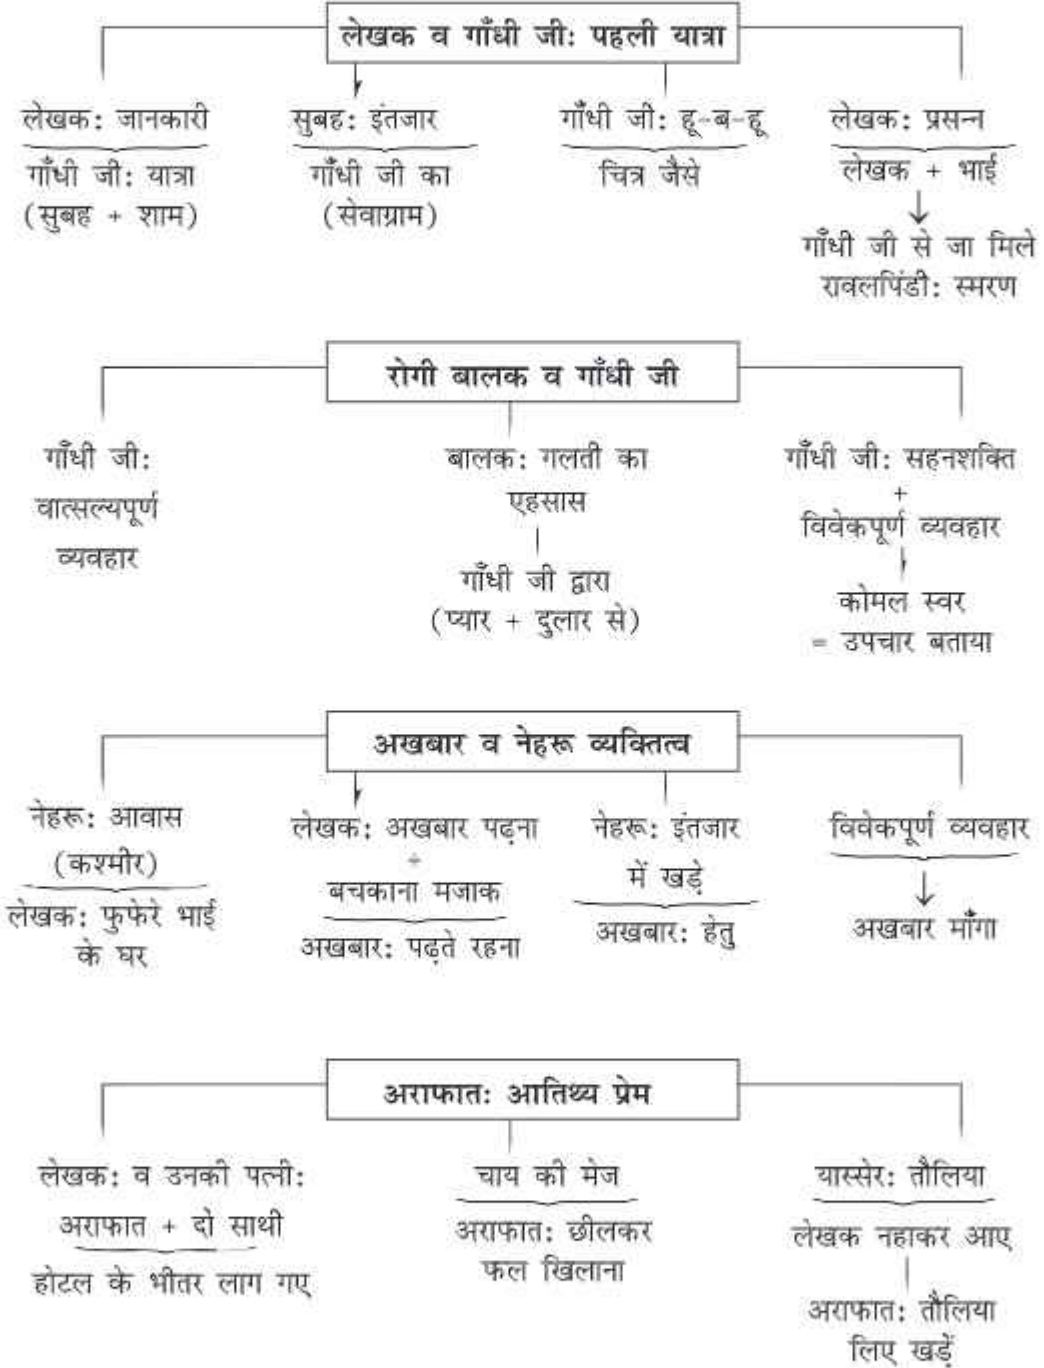 लेखक व गाँधी जी: पहली यात्रा
लेखक: जानकारी
गाँधी जी: यात्रा
(सुबह + शाम)
सुबह: इंतजार
गाँधी जी का
(सेवाग्राम)
गाँधी जी: हू-ब-हू
चित्र जैसे
लेखक: प्रसन्न
लेखक + भाई
गाँधी जी से जा मिले
रावलपिंडी: स्मरण
रोगी बालक व गाँधी जी
गाँधी जी:
वात्सल्यपूर्ण
व्यवहार
बालक: गलती का
एहसास
गाँधी जी द्वारा
(प्यार + दुलार से)
गाँधी जी: सहनशक्ति
+
विवेकपूर्ण व्यवहार
कोमल स्वर
= उपचार बताया
अखबार व नेहरू व्यक्तित्व
नेहरू: आवास
(कश्मीर)
लेखक: फुफेरे भाई
के घर
लेखक: अखबार पढ़ना
+
बचकाना मजाक
अखबार: पढ़ते रहना
नेहरू: इंतजार
में खड़े
अखबार: हेतु
विवेकपूर्ण व्यवहार
अखबार माँगा
अराफात: आतिथ्य प्रेम
लेखक: व उनकी पत्नी:
अराफात + दो साथी
होटल के भीतर लाग गए
चाय की मेज
अराफात: छीलकर
फल खिलाना
यास्सेर: तौलिया
लेखक नहाकर आए
अराफात: तौलिया
लिए खड़ें